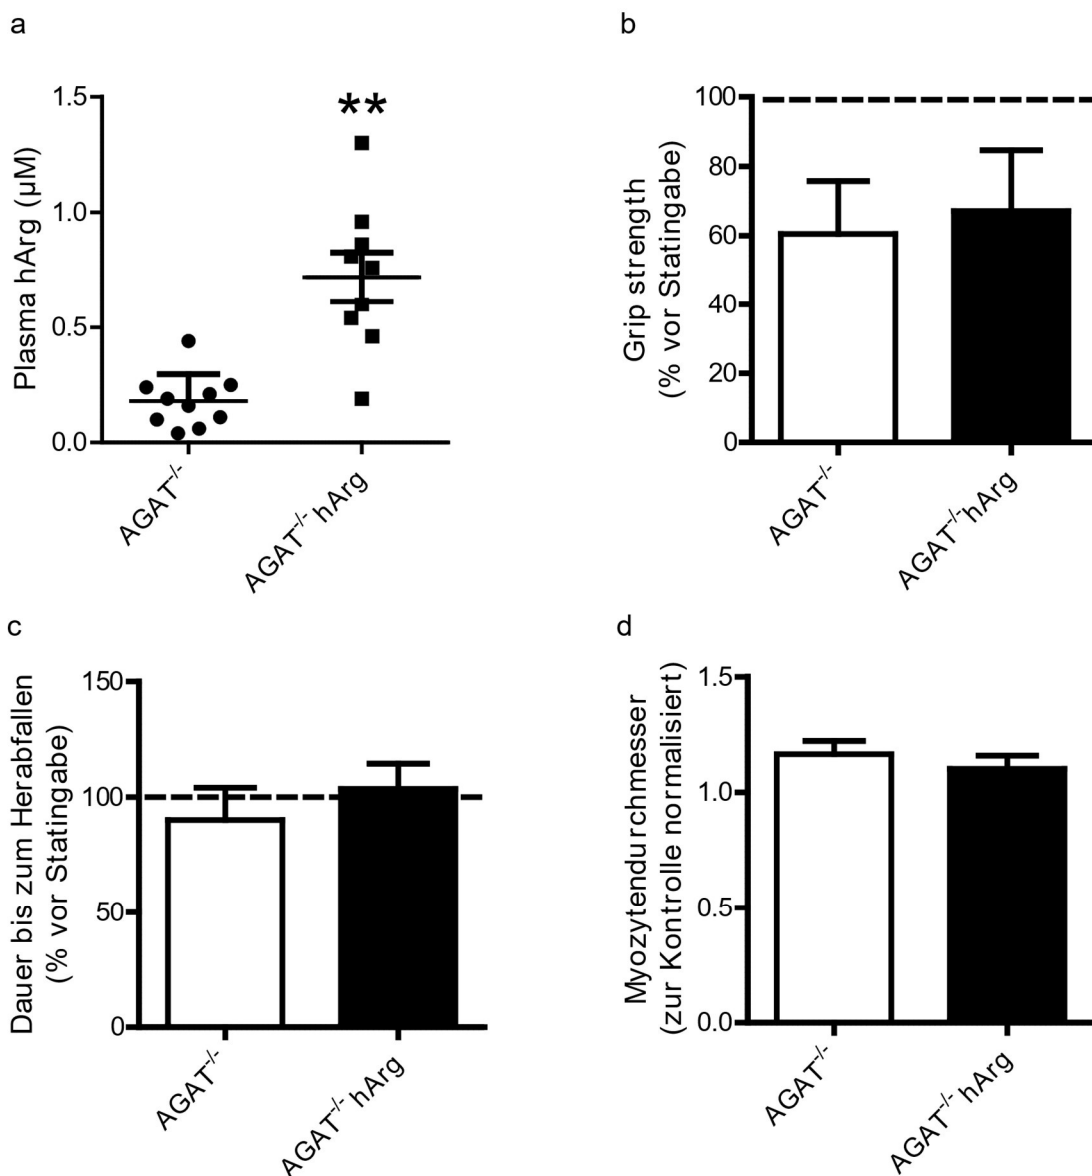 a
Plasma hArg (µM)
1.5
1.0
0.5
0.0
**
AGAT-/-
AGAT-/- hArg
b
Grip strength
(% vor Statingabe)
100
80
60
40
20
0
AGAT-/-
AGAT-/- hArg
c
Dauer bis zum Herabfallen
(% vor Statingabe)
150
100
50
0
AGAT-/-
AGAT-/- hArg
d
Myozytendurchmesser
(zur Kontrolle normalisiert)
1.5
1.0
0.5
0.0
AGAT-/-
AGAT-/- hArg